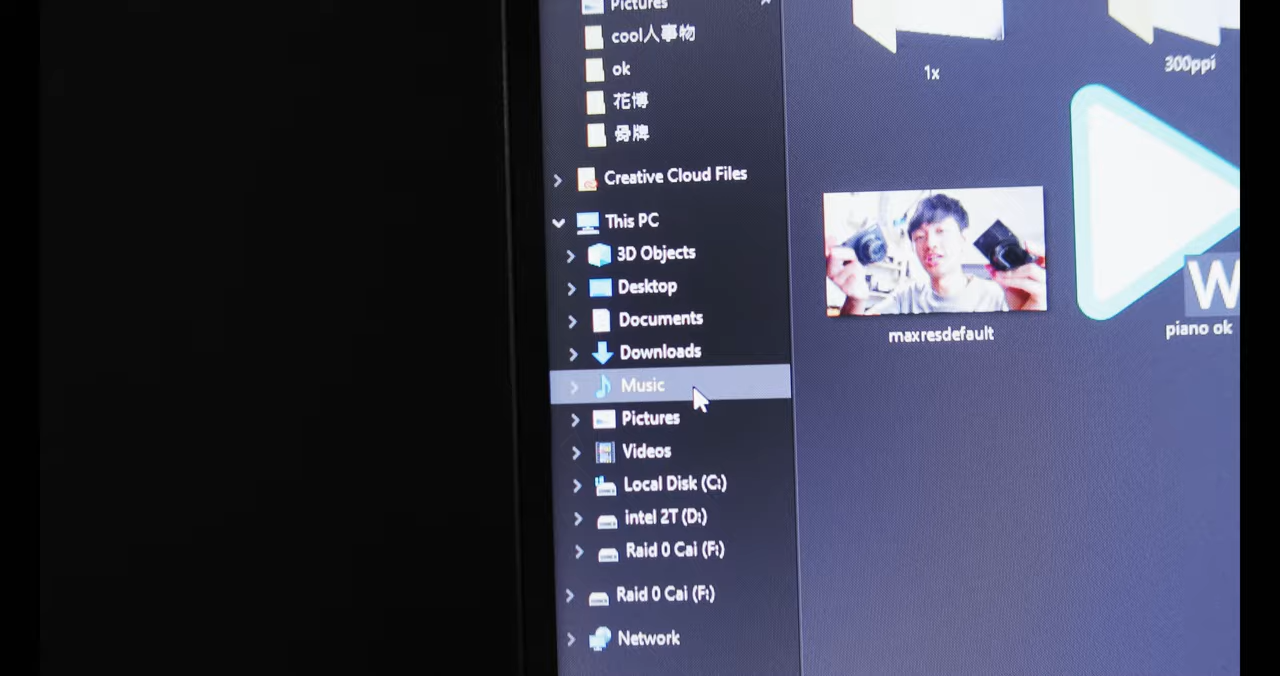 Pictures
cool人事物
ok
花博
骨牌
Creative Cloud Files
This PC
3D Objects
Desktop
Documents
Downloads
Music
Pictures
Videos
Local Disk (C:)
intel 2T (D:)
Raid 0 Cai (F:)
Raid 0 Cai (F:)
Network
1x
300ppi
maxresdefault
W
piano ok